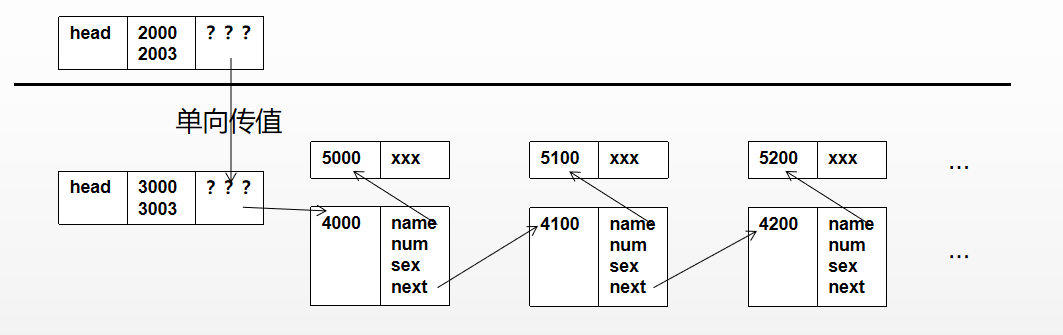 head 2000 ? ? ?
2003
单向传值
5000 xxx 5100 xxx 5200 xxx ...
head 3000 ? ? ?
3003
4000 name 4100 name 4200 name
num num num
sex sex sex ...
next next next